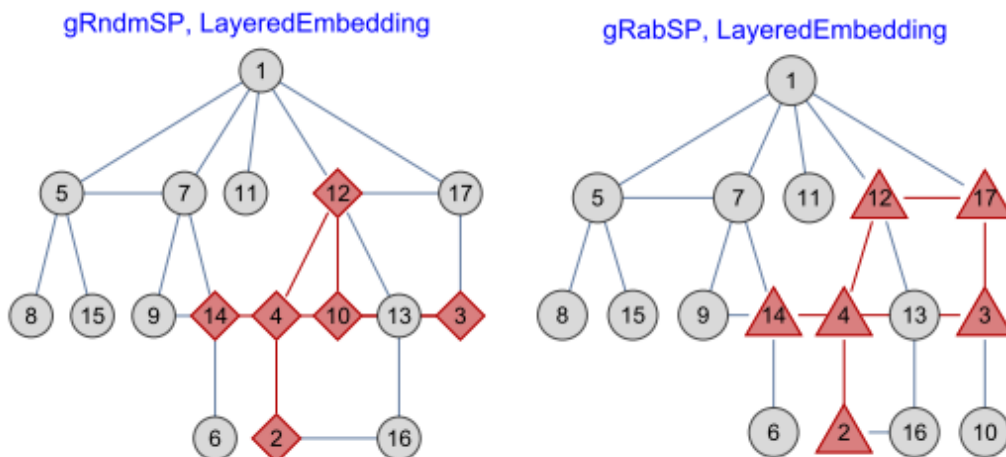 gRndmSP, LayeredEmbedding
1
5 7 11 12 17
8 15 9 14 4 10 13 3
6 2 16
gRabSP, LayeredEmbedding
1
5 7 11 12 17
8 15 9 14 4 13 3
6 2 16 10